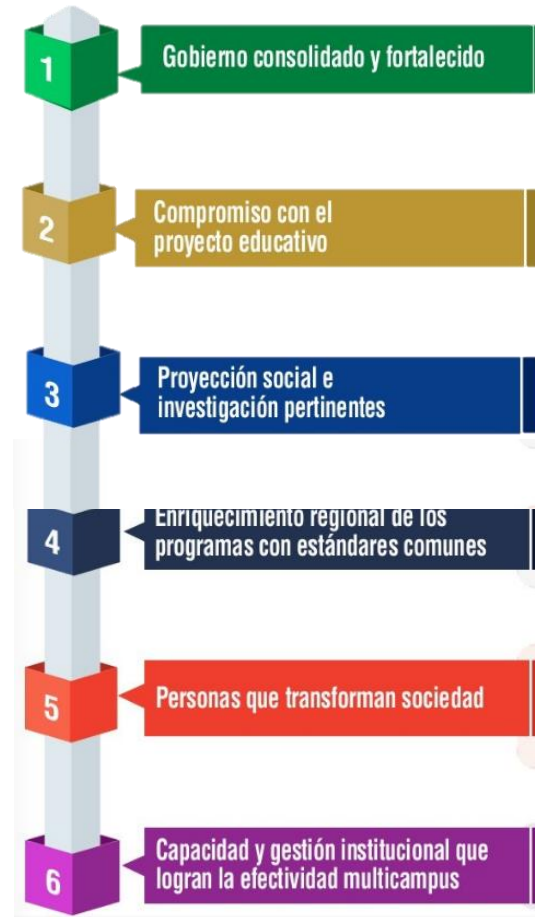 1
Gobierno consolidado y fortalecido
2
Compromiso con el
proyecto educativo
3
Proyección social e
investigación pertinentes
4
Enriquecimiento regional de los
programas con estándares comunes
5
Personas que transforman sociedad
6
Capacidad y gestión institucional que
logran la efectividad multicampus